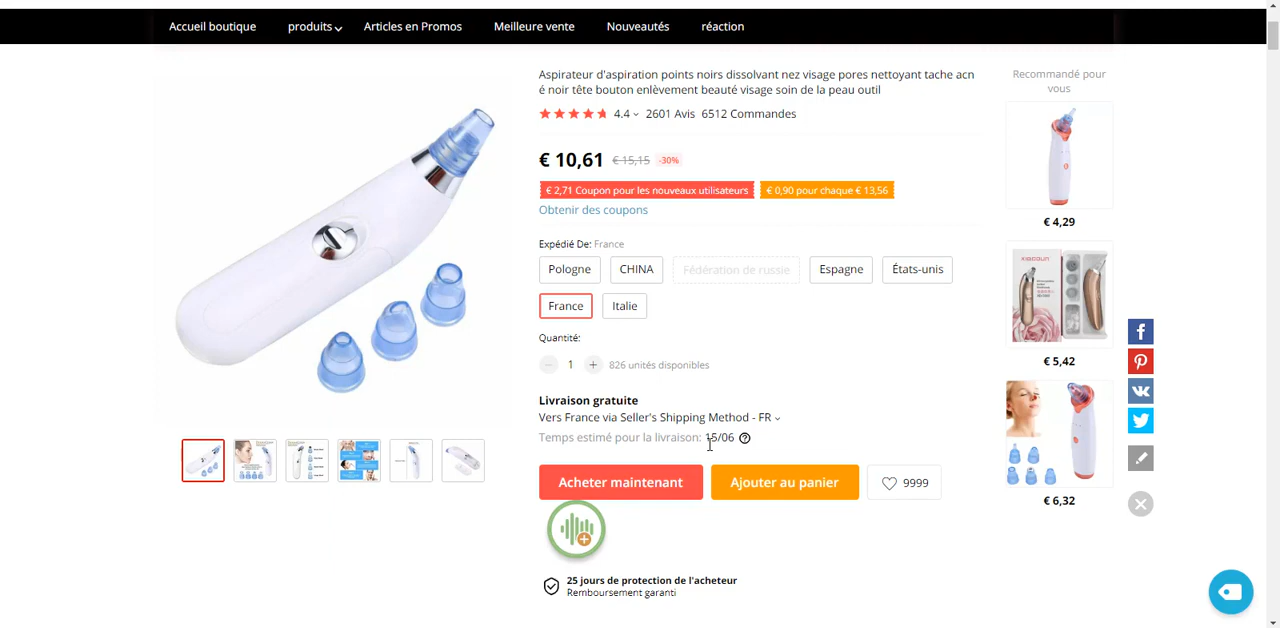 Accueil boutique produits Articles en Promos Meilleure vente Nouveautés réaction
Aspirateur d'aspiration points noirs dissolvant nez visage pores nettoyant tache acn
é noir tête bouton enlèvement beauté visage soin de la peau outil
4.4 2601 Avis 6512 Commandes
€ 10,61 € 15,15 -30%
€ 2,71 Coupon pour les nouveaux utilisateurs € 0,90 pour chaque € 13,56
Obtenir des coupons
Expédié De: France
Pologne CHINA Fédération de russie Espagne États-unis
France Italie
Quantité:
1 826 unités disponibles
Livraison gratuite
Vers France via Seller's Shipping Method - FR
Temps estimé pour la livraison: 15/06
Acheter maintenant Ajouter au panier 9999
25 jours de protection de l'acheteur
Remboursement garanti
Recommandé pour
vous
€ 4,29
€ 5,42
€ 6,32